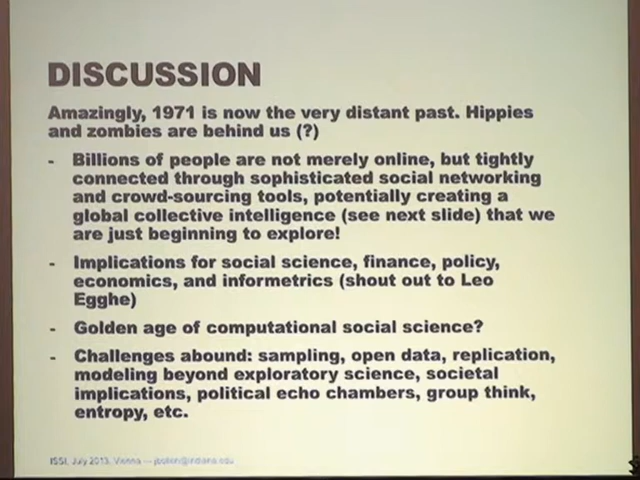 DISCUSSION
Amazingly, 1971 is now the very distant past. Hippies
and zombies are behind us (?)
- Billions of people are not merely online, but tightly
connected through sophisticated social networking
and crowd-sourcing tools, potentially creating a
global collective intelligence (see next slide) that we
are just beginning to explore!
- Implications for social science, finance, policy,
economics, and informetrics (shout out to Leo
Egghe)
- Golden age of computational social science?
- Challenges abound: sampling, open data, replication,
modeling beyond exploratory science, societal
implications, political echo chambers, group think,
entropy, etc.
ISSI, July 2013, Vienna — jbollen@indiana.edu